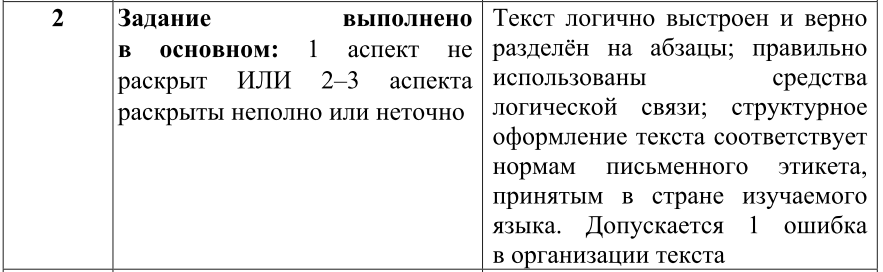 2
Задание выполнено
в основном: 1 аспект не
раскрыт ИЛИ 2–3 аспекта
раскрыты неполно или неточно
Текст логично выстроен и верно
разделён на абзацы; правильно
использованы средства
логической связи; структурное
оформление текста соответствует
нормам письменного этикета,
принятым в стране изучаемого
языка. Допускается 1 ошибка
в организации текста